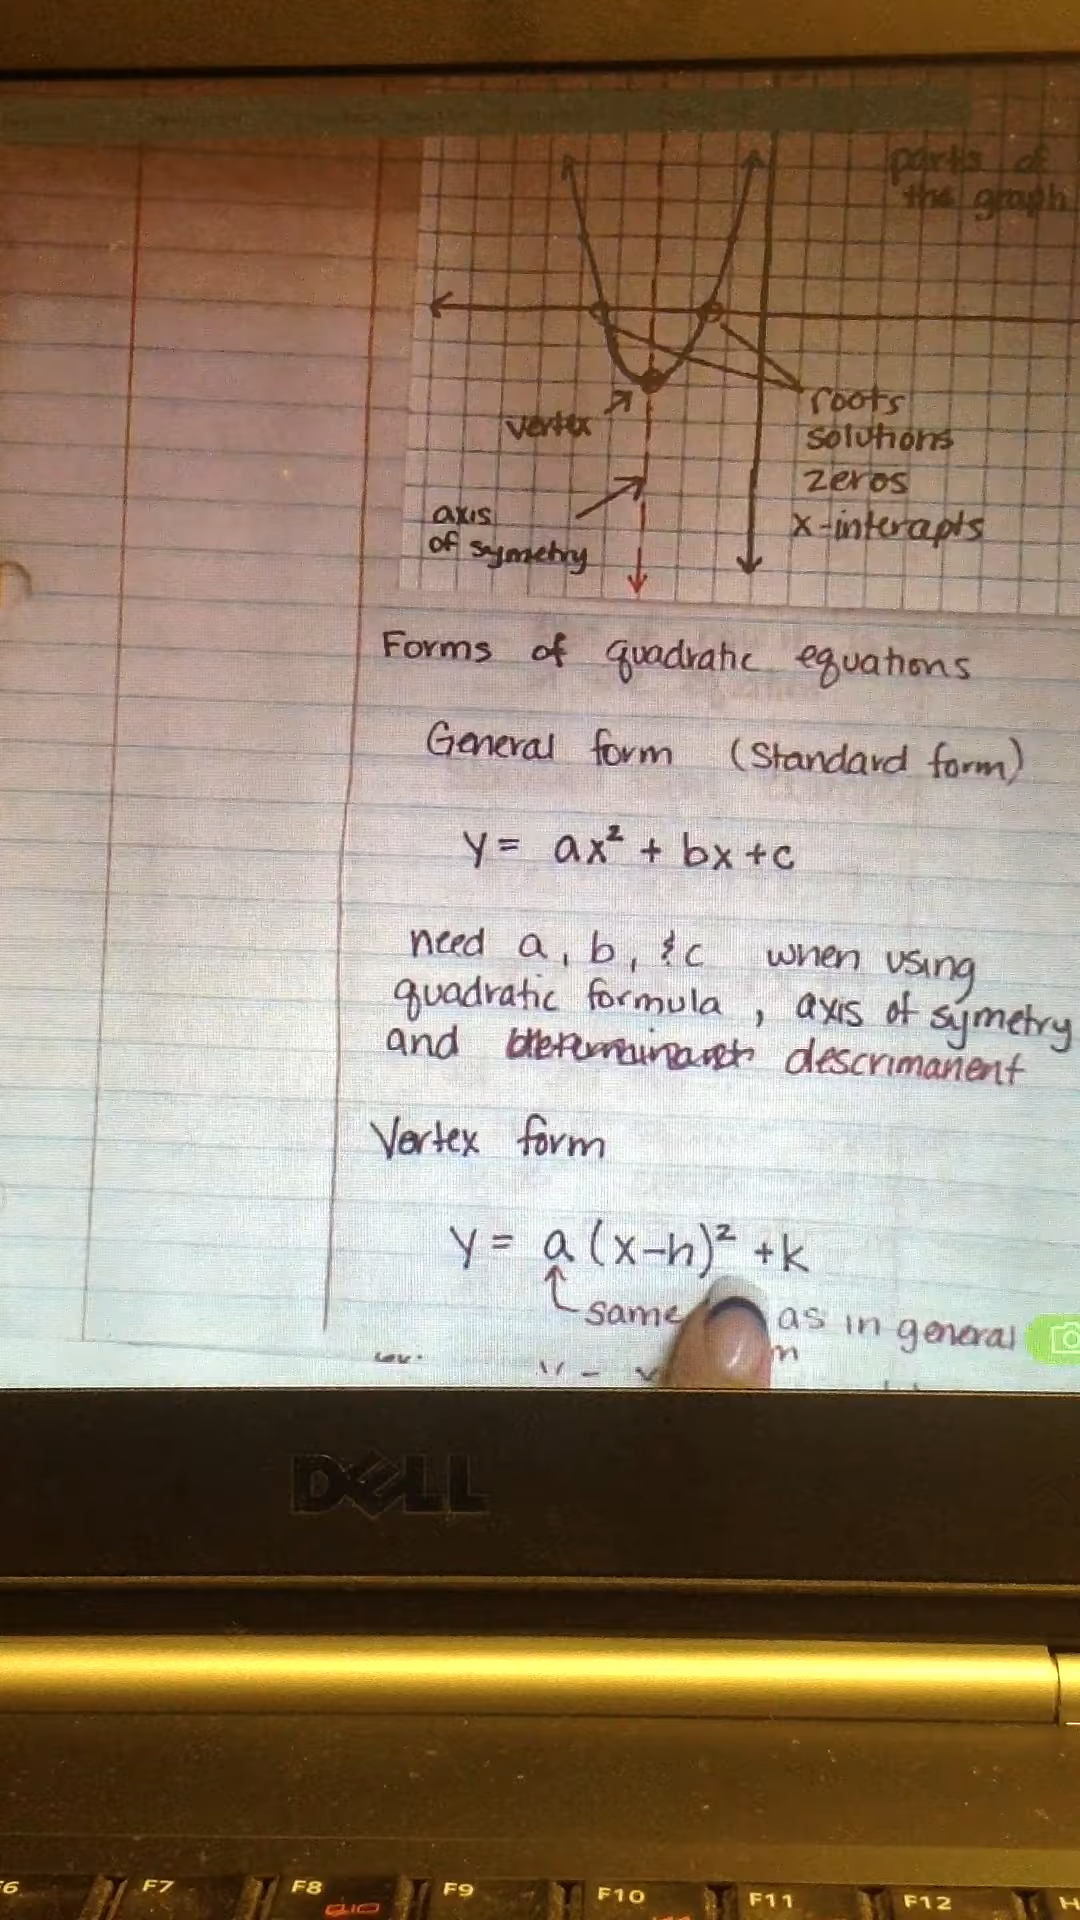 parts of
the graph
vertex
roots
solutions
zeros
x-intercepts
axis
of symmetry
Forms of quadratic equations
General form (Standard form)
y = ax² + bx + c
need a, b, & c when using
quadratic formula, axis of symetry
and descrimanent
Vertex form
y = a (x-h)² + k
same as in general
DELL
F7 F8 F9 F10 F11 F12